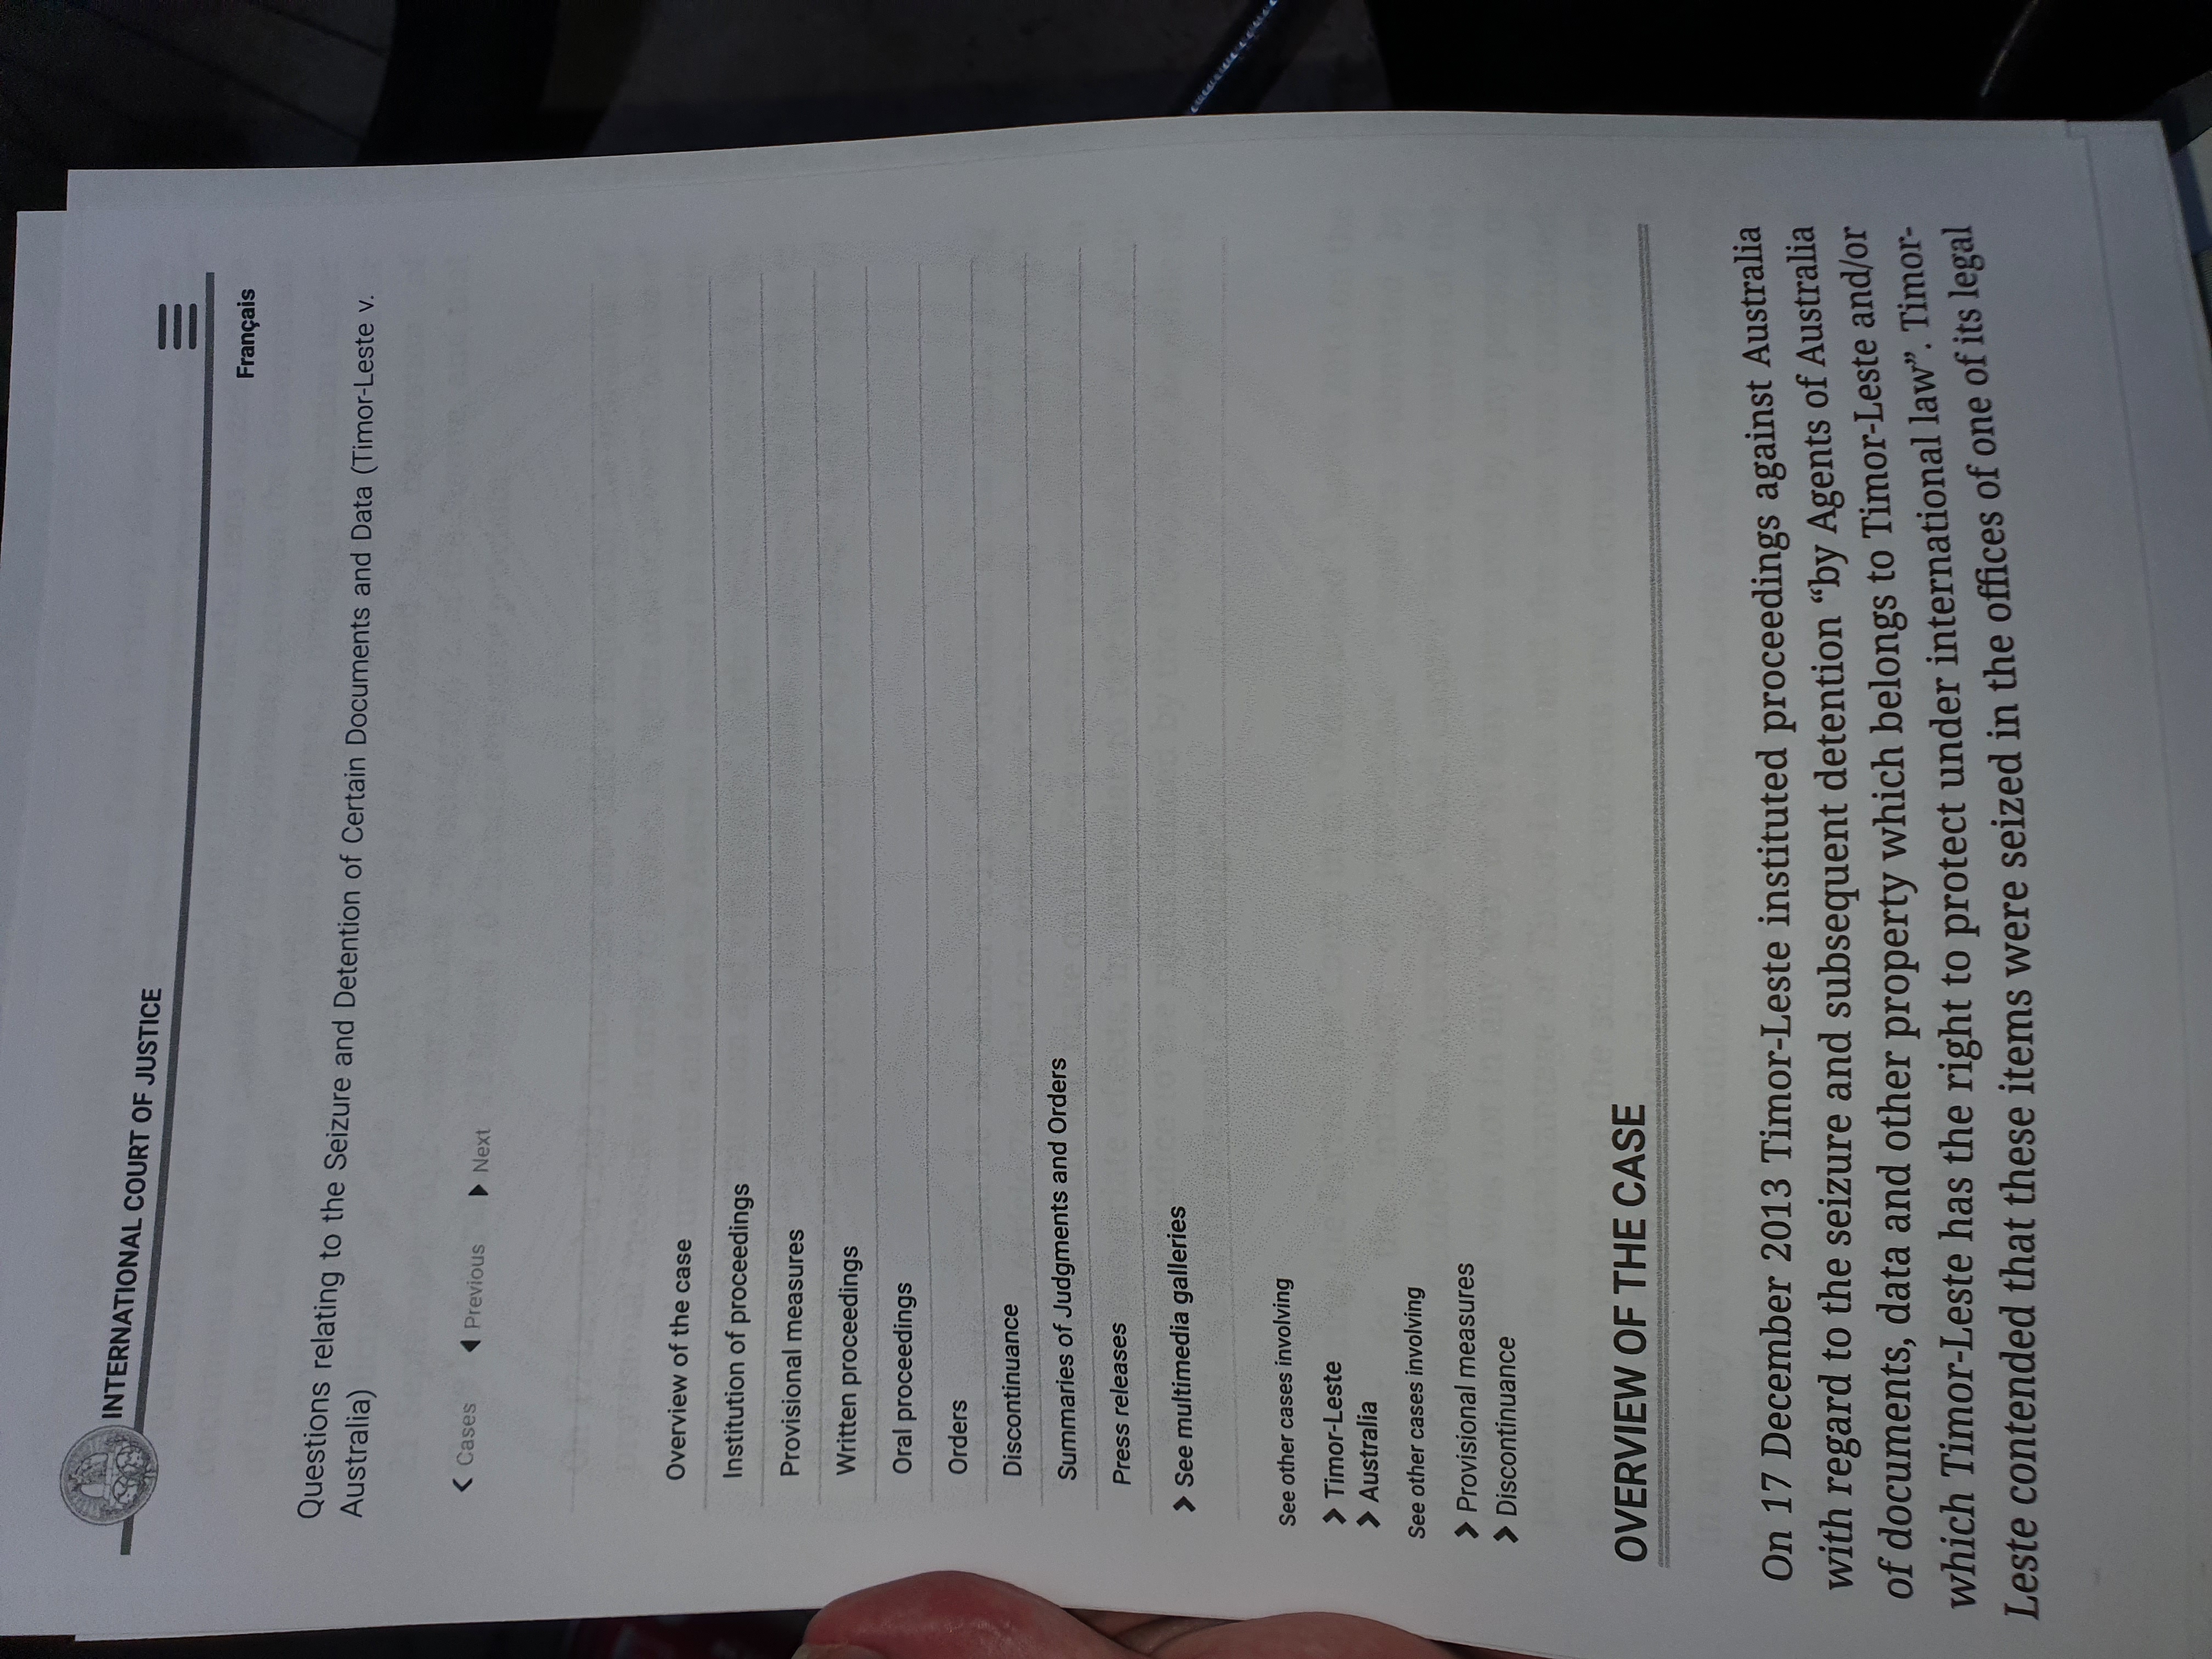 INTERNATIONAL COURT OF JUSTICE
Français
Questions relating to the Seizure and Detention of Certain Documents and Data (Timor-Leste v.
Australia)
Cases Previous Next
Overview of the case
Institution of proceedings
Provisional measures
Written proceedings
Oral proceedings
Orders
Discontinuance
Summaries of Judgments and Orders
Press releases
See multimedia galleries
See other cases involving
Timor-Leste
Australia
See other cases involving
Provisional measures
Discontinuance
OVERVIEW OF THE CASE
On 17 December 2013 Timor-Leste instituted proceedings against Australia
with regard to the seizure and subsequent detention “by Agents of Australia
of documents, data and other property which belongs to Timor-Leste and/or
which Timor-Leste has the right to protect under international law”. Timor-
Leste contended that these items were seized in the offices of one of its legal